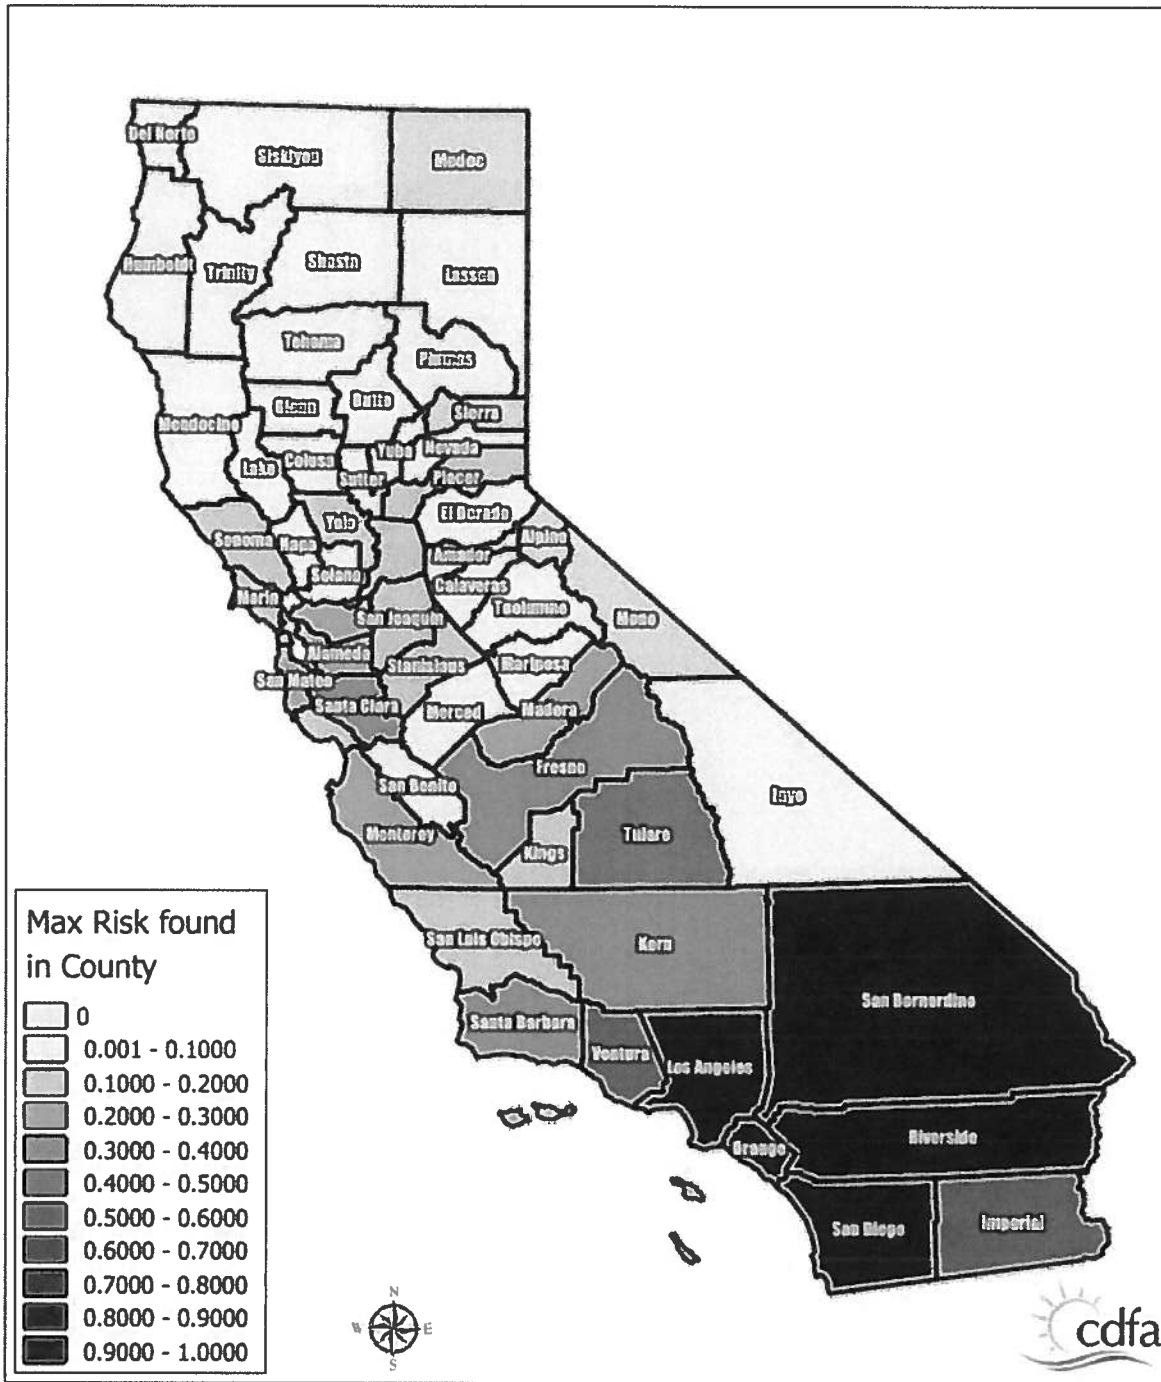 Del Norte
Siskiyou
Modoc
Humboldt
Trinity
Shasta
Lassen
Tehama
Plumas
Glenn
Butte
Sierra
Mendocino
Lake
Colusa
Sutter
Yuba
Nevada
Placer
Sonoma
Napa
Yolo
El Dorado
Alpine
Solano
Amador
Marin
Calaveras
San Joaquin
Tuolumne
Mono
Alameda
Stanislaus
Mariposa
San Mateo
Santa Clara
Merced
Madera
San Benito
Fresno
Inyo
Monterey
Kings
Tulare
San Luis Obispo
Kern
San Bernardino
Santa Barbara
Ventura
Los Angeles
Orange
Riverside
San Diego
Imperial
Max Risk found
in County
0
0.001 - 0.1000
0.1000 - 0.2000
0.2000 - 0.3000
0.3000 - 0.4000
0.4000 - 0.5000
0.5000 - 0.6000
0.6000 - 0.7000
0.7000 - 0.8000
0.8000 - 0.9000
0.9000 - 1.0000
N
W E
S
cdfa